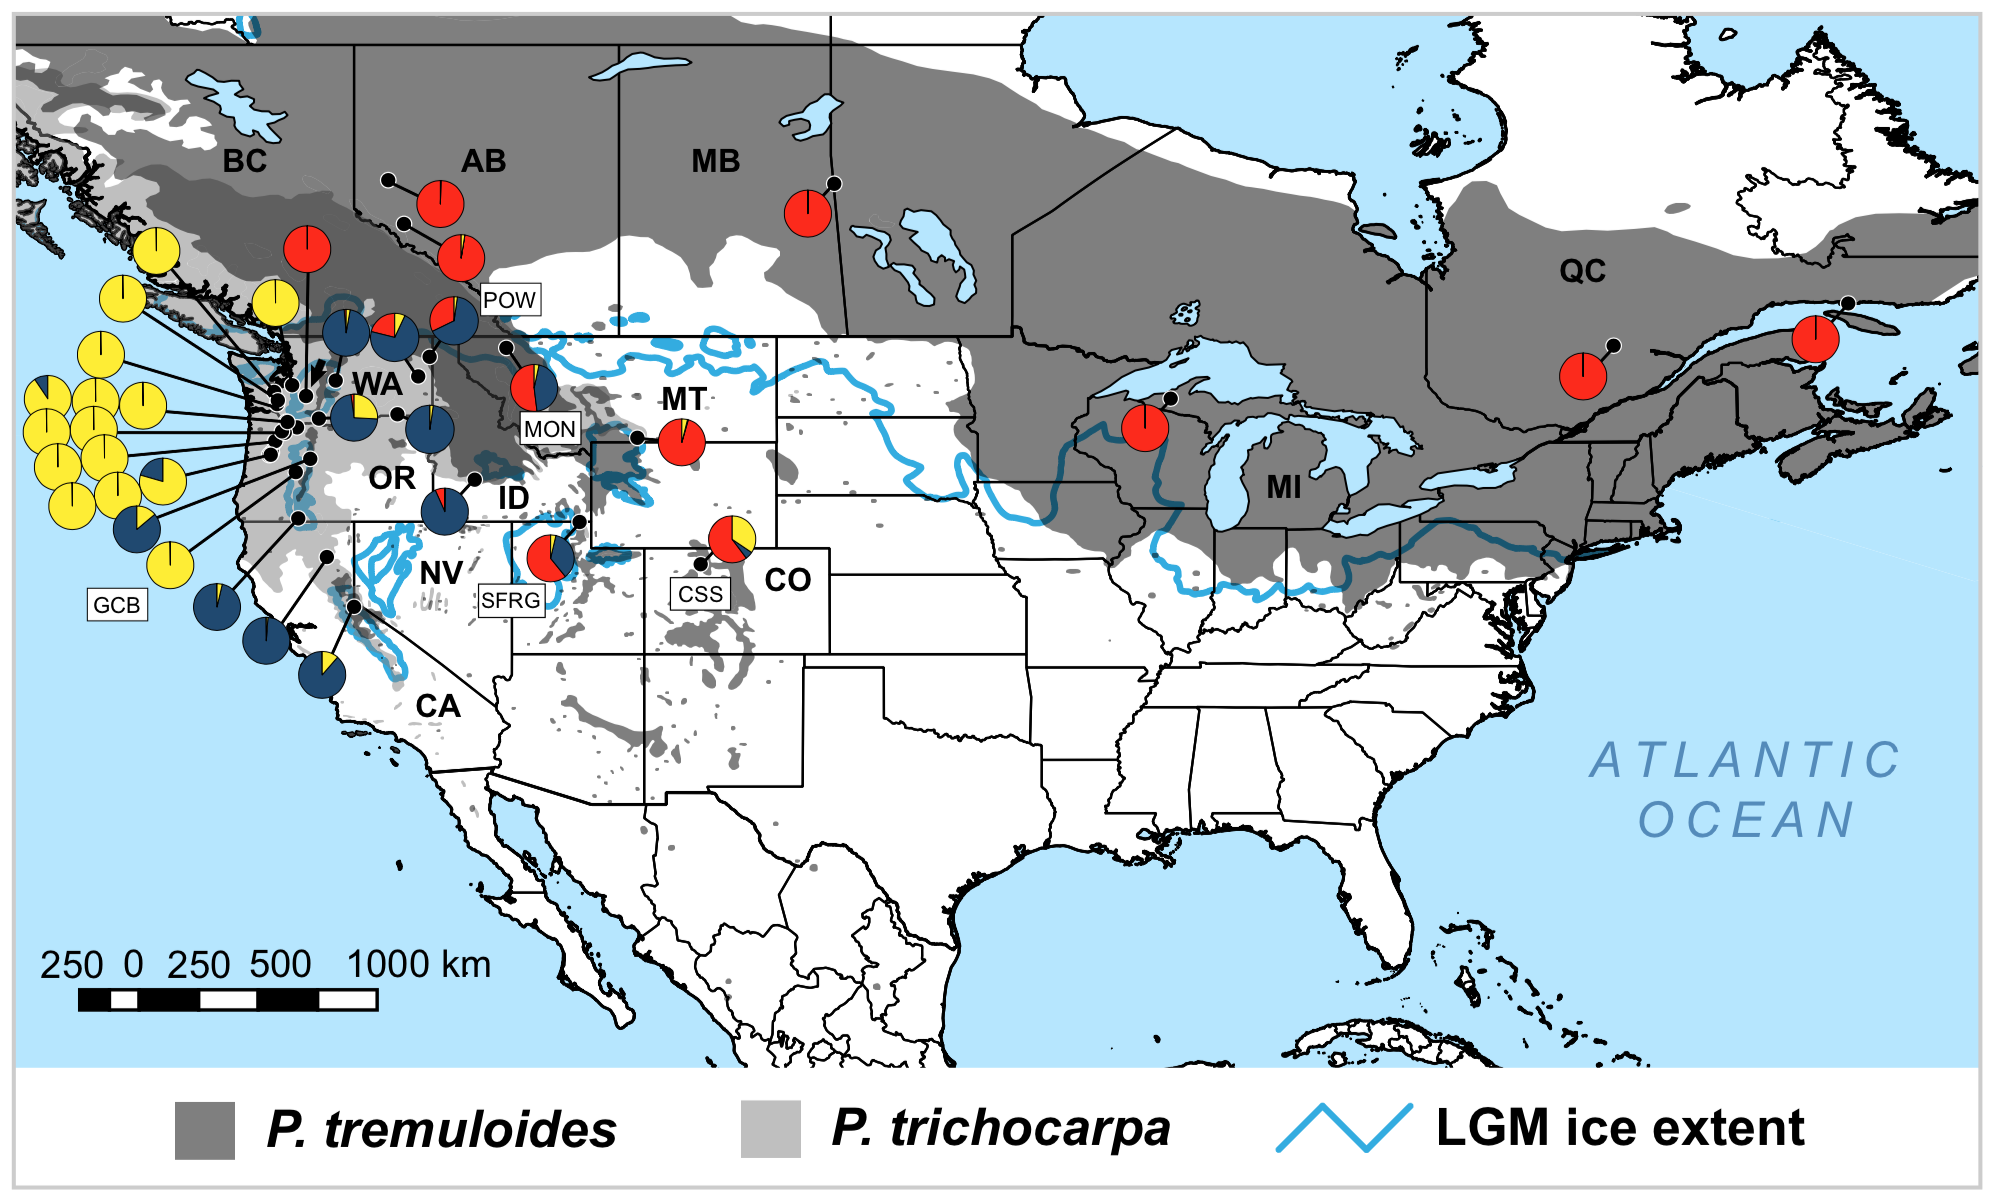 BC
AB
MB
QC
POW
WA
MT
MON
OR
ID
MI
NV
CO
SFRG
CSS
GCB
CA
ATLANTIC
OCEAN
250 0 250 500 1000 km
P. tremuloides
P. trichocarpa
LGM ice extent